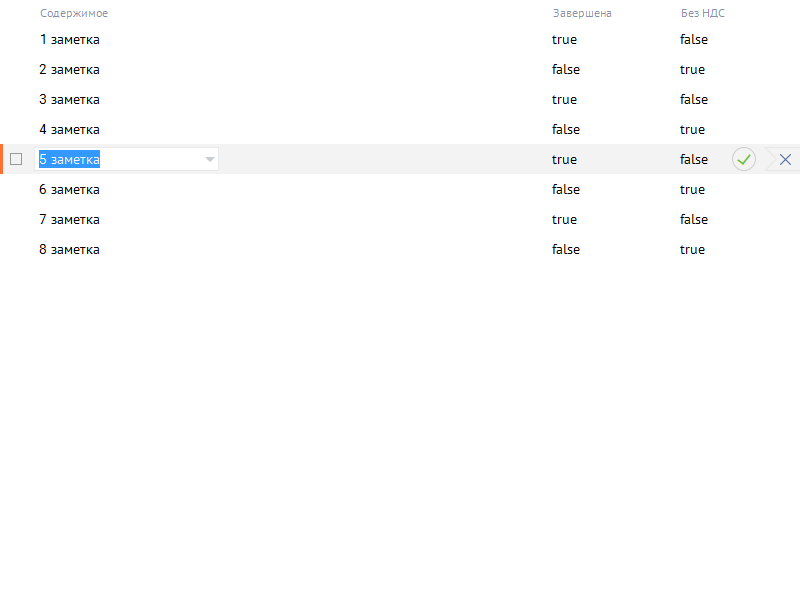 Содержимое Завершена Без НДС
1 заметка true false
2 заметка false true
3 заметка true false
4 заметка false true
5 заметка true false
6 заметка false true
7 заметка true false
8 заметка false true